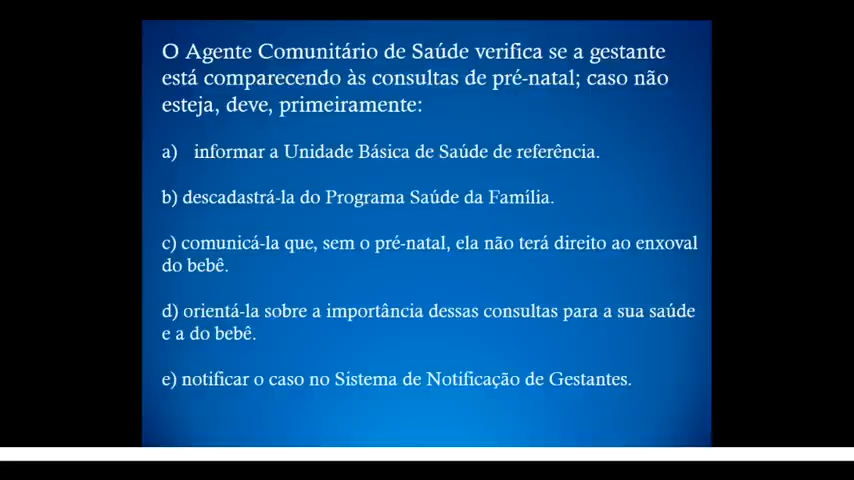 O Agente Comunitário de Saúde verifica se a gestante
está comparecendo às consultas de pré-natal; caso não
esteja, deve, primeiramente:
a) informar a Unidade Básica de Saúde de referência.
b) descadastrá-la do Programa Saúde da Família.
c) comunicá-la que, sem o pré-natal, ela não terá direito ao enxoval
do bebê.
d) orientá-la sobre a importância dessas consultas para a sua saúde
e a do bebê.
e) notificar o caso no Sistema de Notificação de Gestantes.